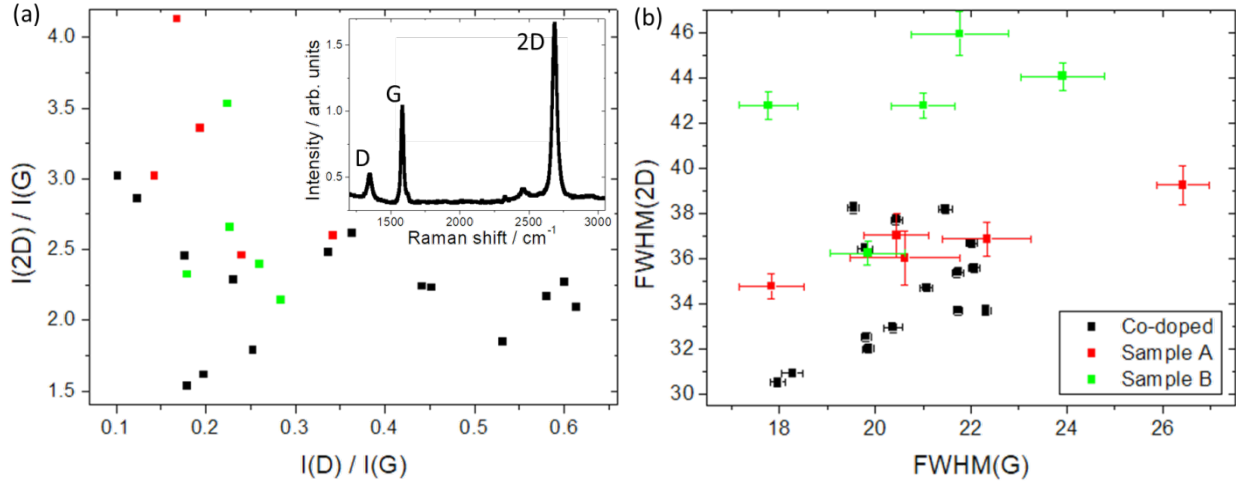 (a)
4.0
3.5
3.0
2.5
2.0
1.5
I(2D) / I(G)
0.1 0.2 0.3 0.4 0.5 0.6
I(D) / I(G)
1.5
1.0
0.5
Intensity / arb. units
D
G
2D
1500 2000 2500 3000
Raman shift / cm⁻¹
(b)
46
44
42
40
38
36
34
32
30
FWHM(2D)
18 20 22 24 26
FWHM(G)
Co-doped
Sample A
Sample B